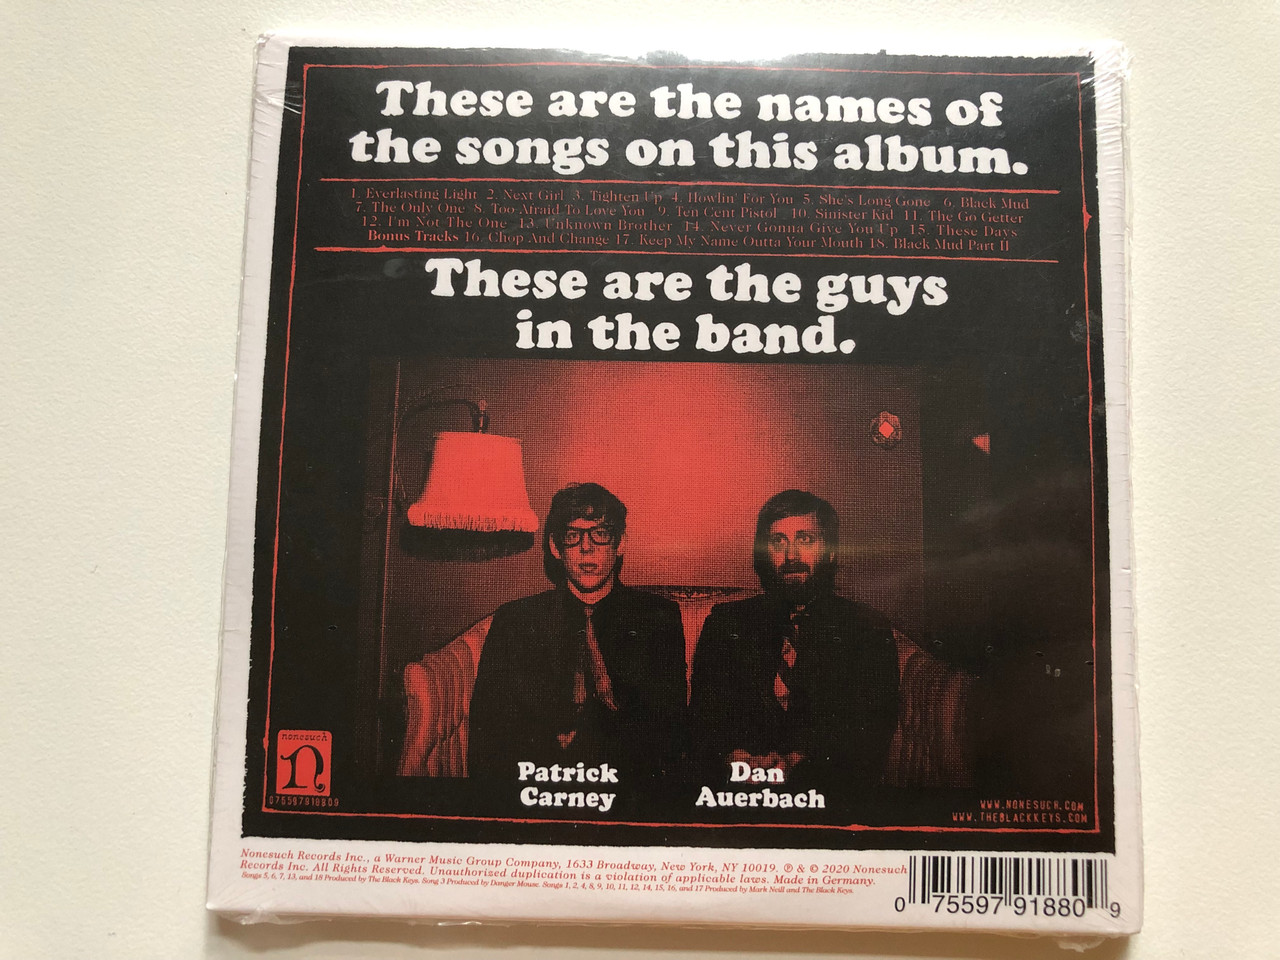 These are the names of
the songs on this album.
1. Everlasting Light 2. Next Girl 3. Tighten Up 4. Howlin' For You 5. She's Long Gone 6. Black Mud
7. The Only One 8. Too Afraid To Love You 9. Ten Cent Pistol 10. Sinister Kid 11. The Go Getter
12. I'm Not The One 13. Unknown Brother 14. Never Gonna Give You Up 15. These Days
Bonus Tracks 16. Chop And Change 17. Keep My Name Outta Your Mouth 18. Black Mud Part II
These are the guys
in the band.
Patrick
Carney
Dan
Auerbach
nonesuch
n
075597918809
WWW.NONESUCH.COM
WWW.THEBLACKKEYS.COM
Nonesuch Records Inc., a Warner Music Group Company, 1633 Broadway, New York, NY 10019. ℗ & © 2020 Nonesuch
Records Inc. All Rights Reserved. Unauthorized duplication is a violation of applicable laws. Made in Germany.
Songs 5, 6, 7, 13, and 18 Produced by The Black Keys. Song 3 Produced by Danger Mouse. Songs 1, 2, 4, 8, 9, 10, 11, 12, 14, 15, 16, and 17 Produced by Mark Neill and The Black Keys.
0 75597 91880 9